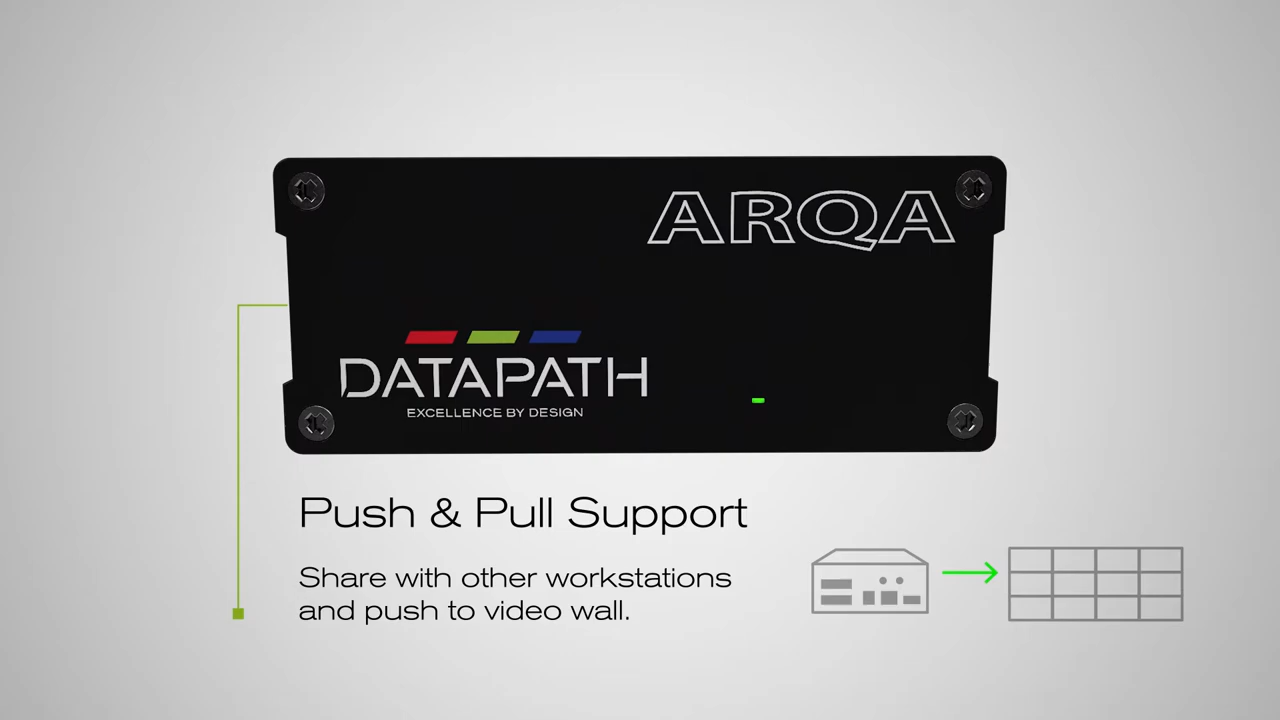 ARQA
DATAPATH
EXCELLENCE BY DESIGN
Push & Pull Support
Share with other workstations
and push to video wall.